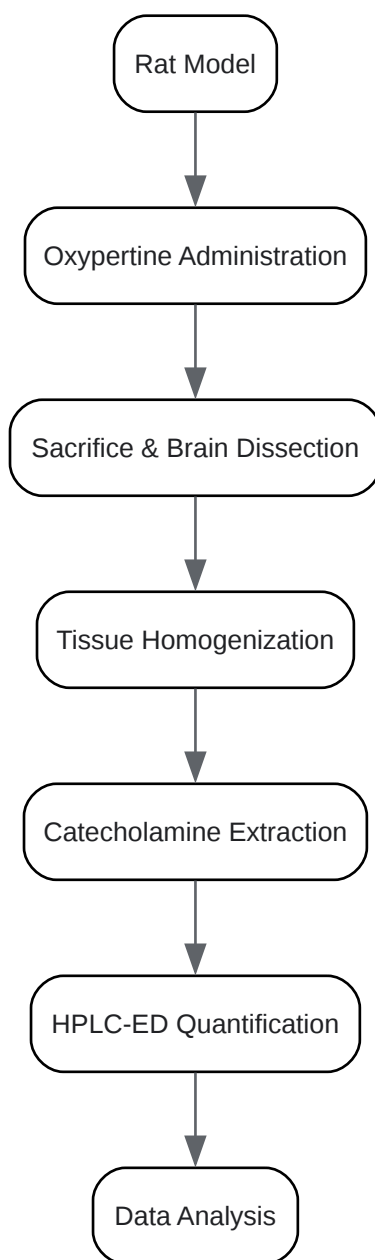 Rat Model
Oxypertine Administration
Sacrifice & Brain Dissection
Tissue Homogenization
Catecholamine Extraction
HPLC-ED Quantification
Data Analysis